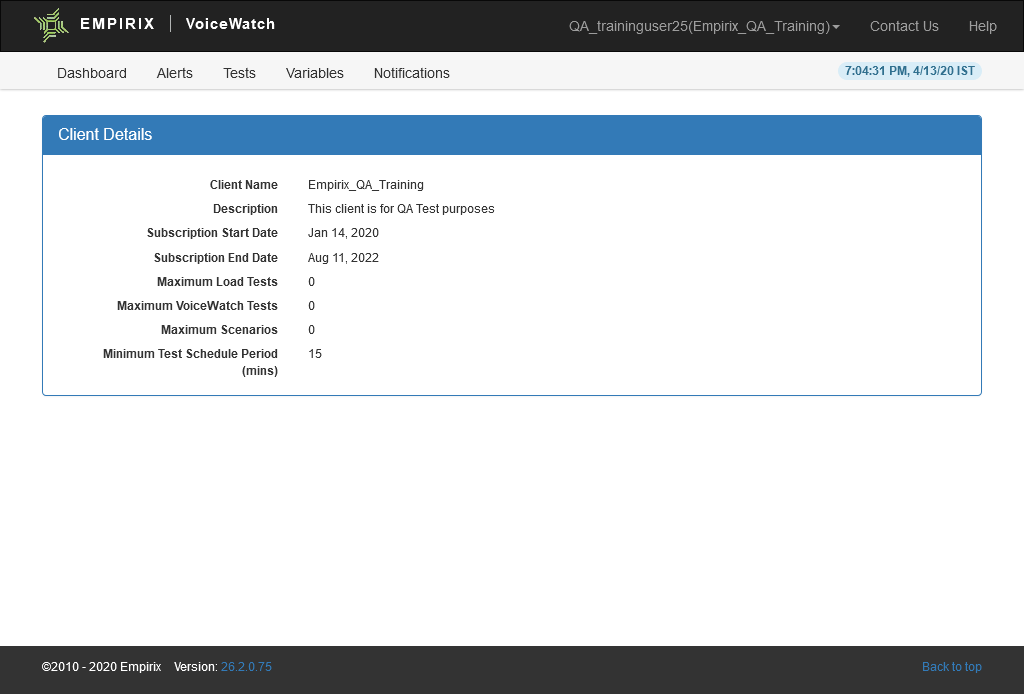 EMPIRIX | VoiceWatch QA_traininguser25(Empirix_QA_Training) Contact Us Help
Dashboard Alerts Tests Variables Notifications 7:04:31 PM, 4/13/20 IST
Client Details
Client Name Empirix_QA_Training
Description This client is for QA Test purposes
Subscription Start Date Jan 14, 2020
Subscription End Date Aug 11, 2022
Maximum Load Tests 0
Maximum VoiceWatch Tests 0
Maximum Scenarios 0
Minimum Test Schedule Period 15
(mins)
©2010 - 2020 Empirix Version: 26.2.0.75 Back to top